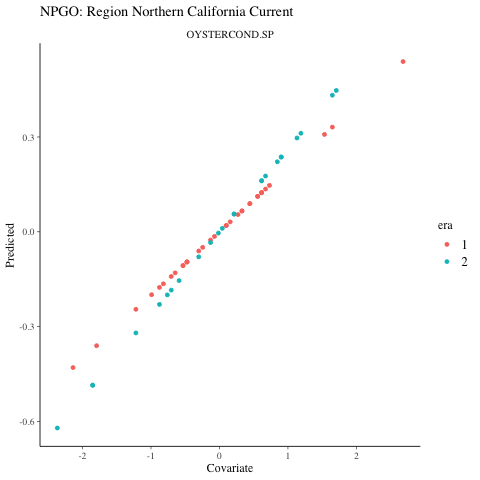 NPGO: Region Northern California Current
OYSTERCOND.SP
0.3
0.0
-0.3
-0.6
Predicted
-2
-1
0
1
2
Covariate
era
1
2